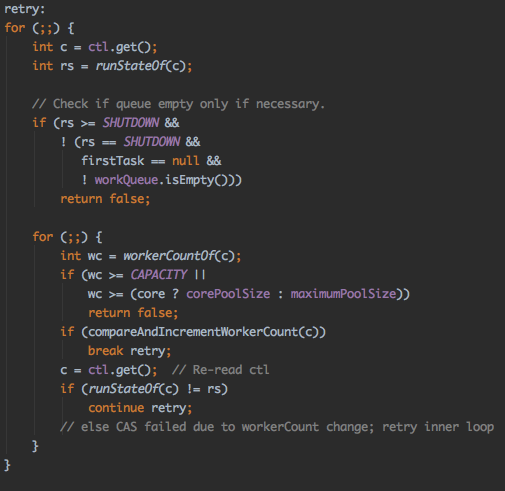 retry:
for (;;) {
    int c = ctl.get();
    int rs = runStateOf(c);

    // Check if queue empty only if necessary.
    if (rs >= SHUTDOWN &&
        ! (rs == SHUTDOWN &&
           firstTask == null &&
           ! workQueue.isEmpty()))
        return false;

    for (;;) {
        int wc = workerCountOf(c);
        if (wc >= CAPACITY ||
            wc >= (core ? corePoolSize : maximumPoolSize))
            return false;
        if (compareAndIncrementWorkerCount(c))
            break retry;
        c = ctl.get();  // Re-read ctl
        if (runStateOf(c) != rs)
            continue retry;
        // else CAS failed due to workerCount change; retry inner loop
    }
}